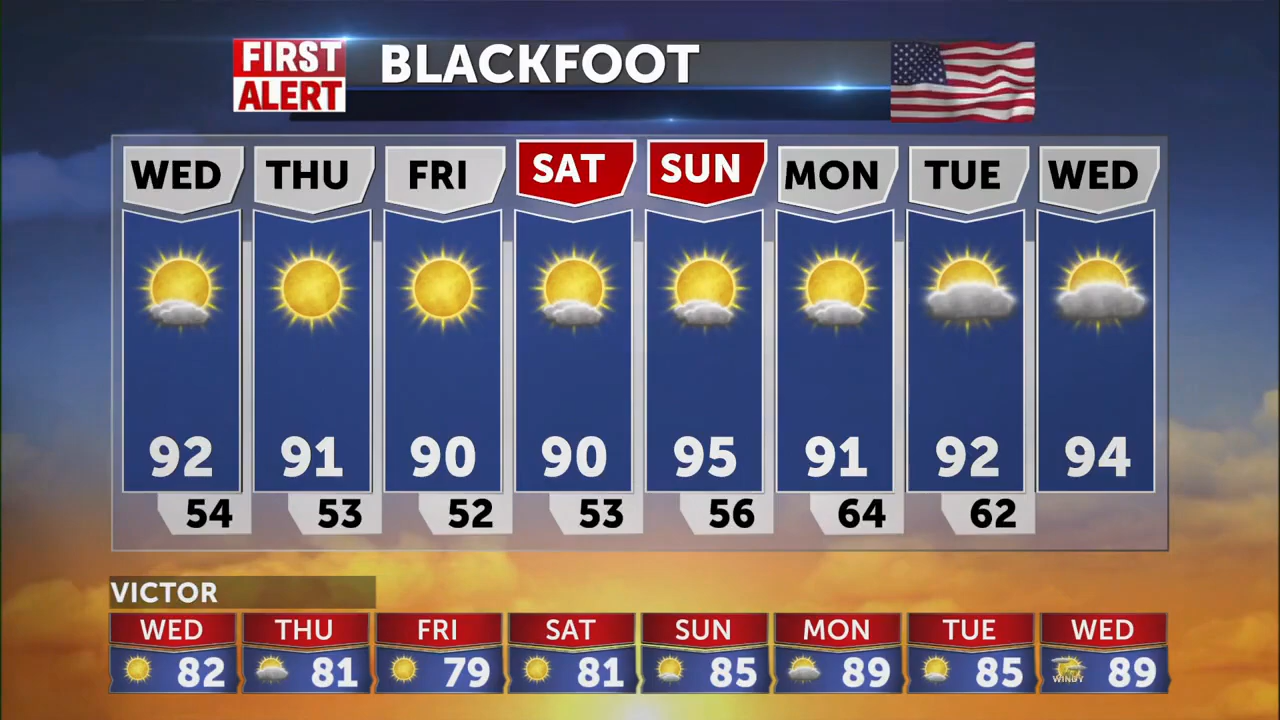 FIRST
ALERT
BLACKFOOT
WED THU FRI SAT SUN MON TUE WED
92 91 90 90 95 91 92 94
54 53 52 53 56 64 62
VICTOR
WED THU FRI SAT SUN MON TUE WED
82 81 79 81 85 89 85 89
WINDY